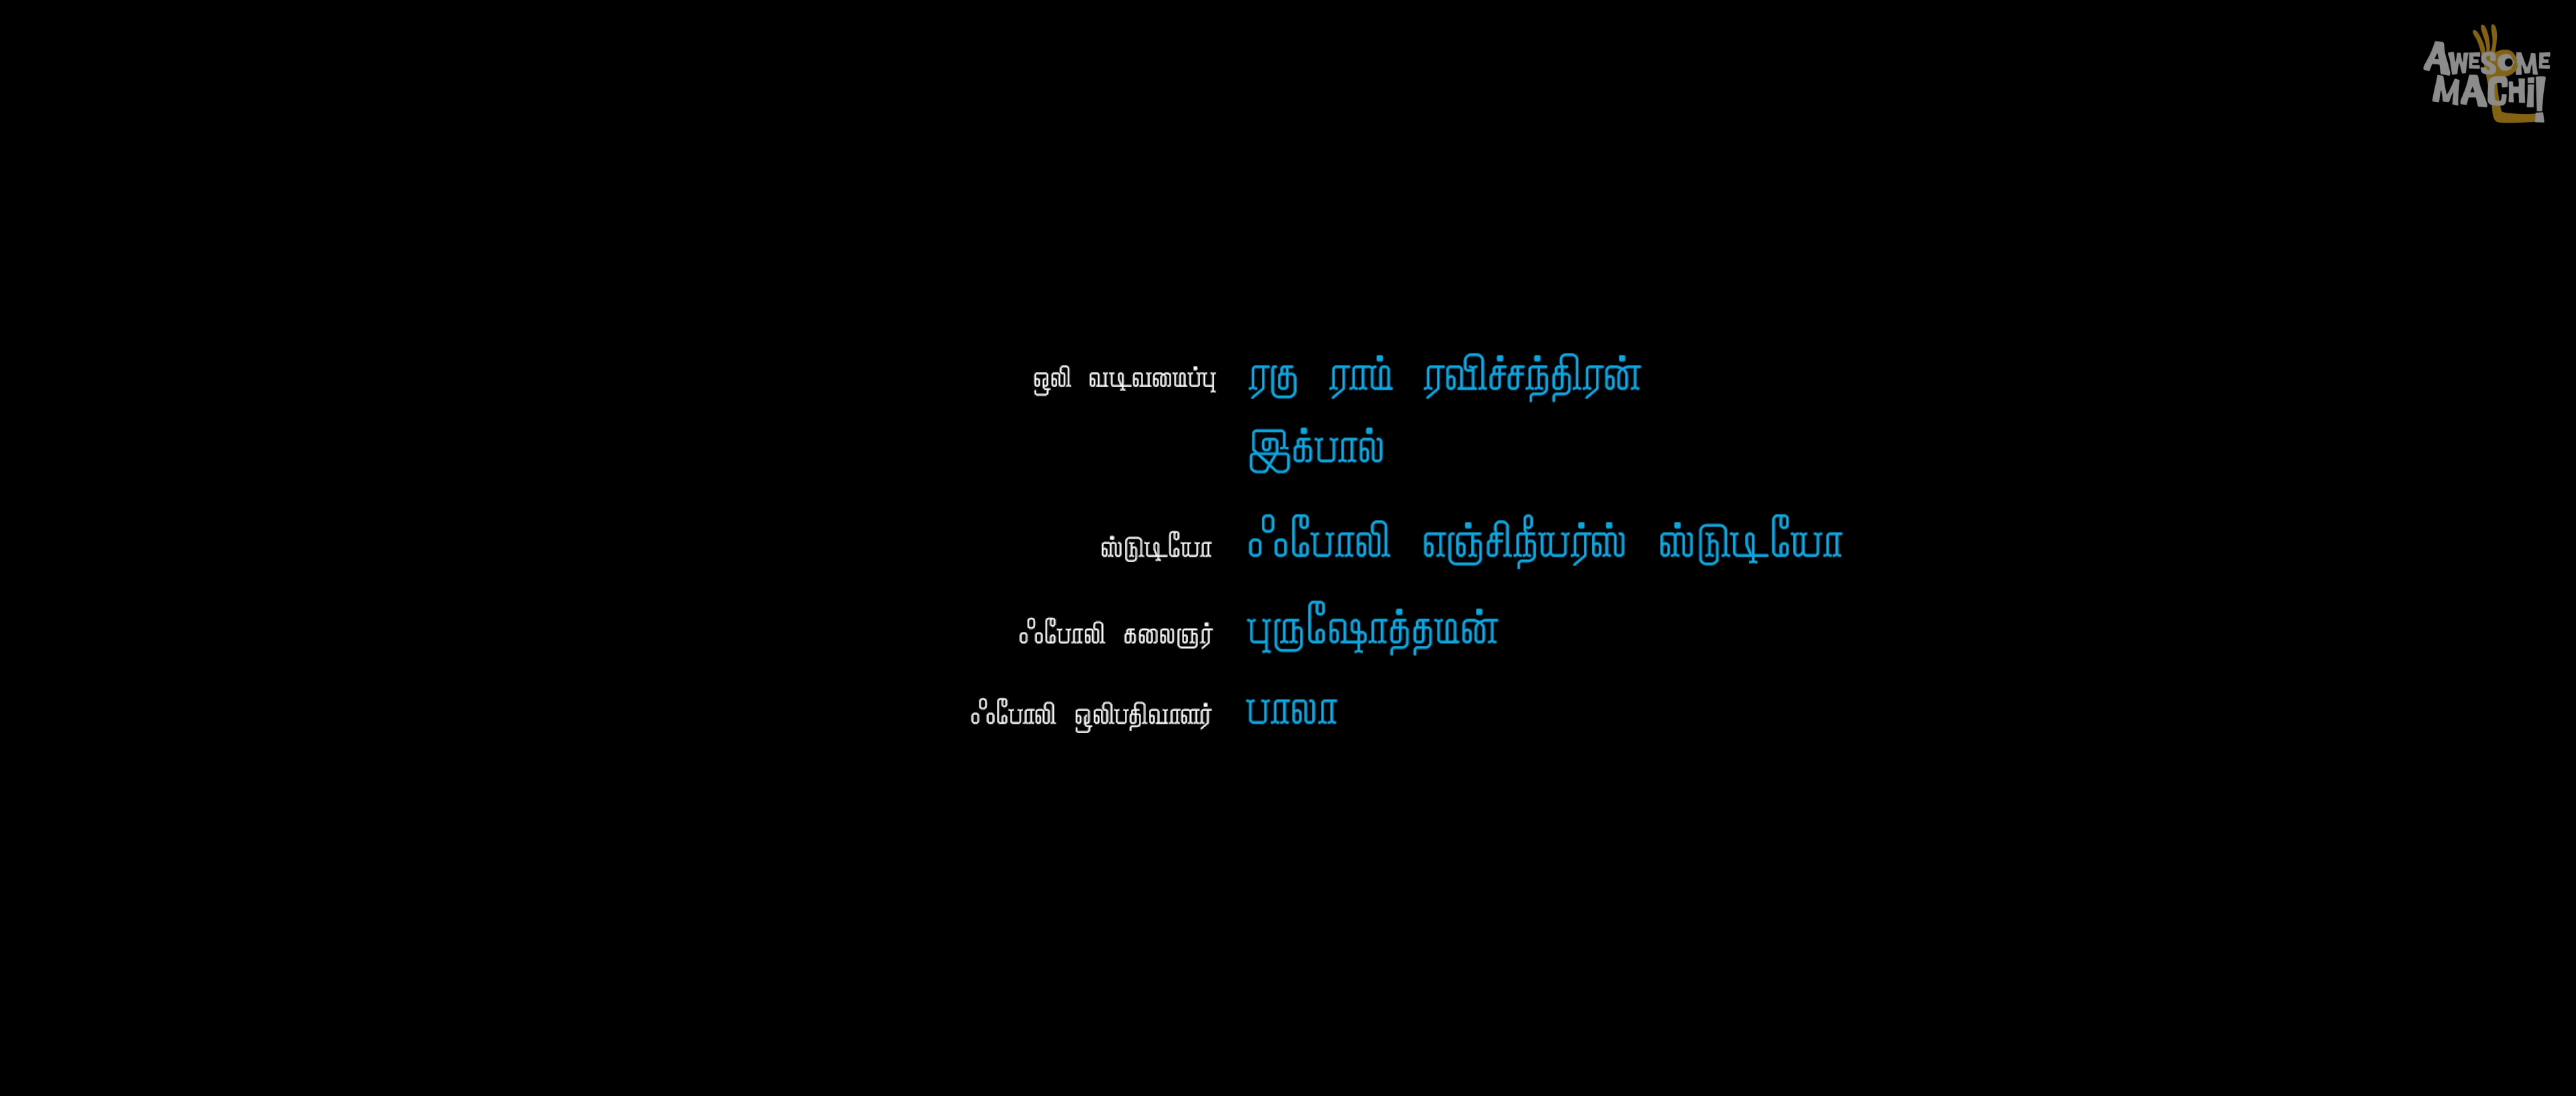 AWESOME
MACHI!
ஒலி வடிவமைப்பு ரகு ராம் ரவிச்சந்திரன்
இக்பால்
ஸ்டுடியோ ஃபோலி எஞ்சிநீயர்ஸ் ஸ்டுடியோ
ஃபோலி கலைஞர் புருஷோத்தமன்
ஃபோலி ஒலிபதிவாளர் பாலா